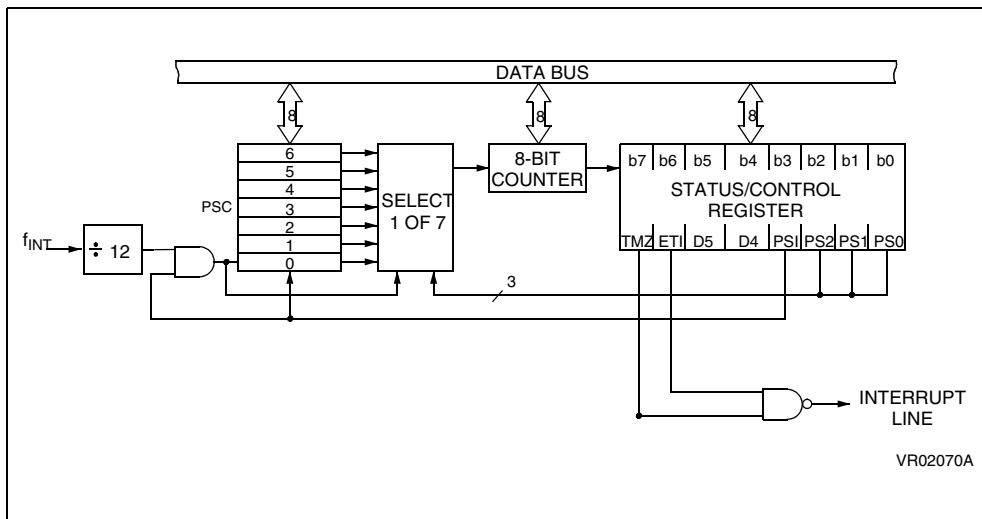 DATA BUS
8 8 8
6
5
4
3
2
1
0
PSC
SELECT
1 OF 7
8-BIT
COUNTER
b7 b6 b5 b4 b3 b2 b1 b0
STATUS/CONTROL
REGISTER
TMZ ETI D5 D4 PSI PS2 PS1 PS0
fINT
÷ 12
3
INTERRUPT
LINE
VR02070A